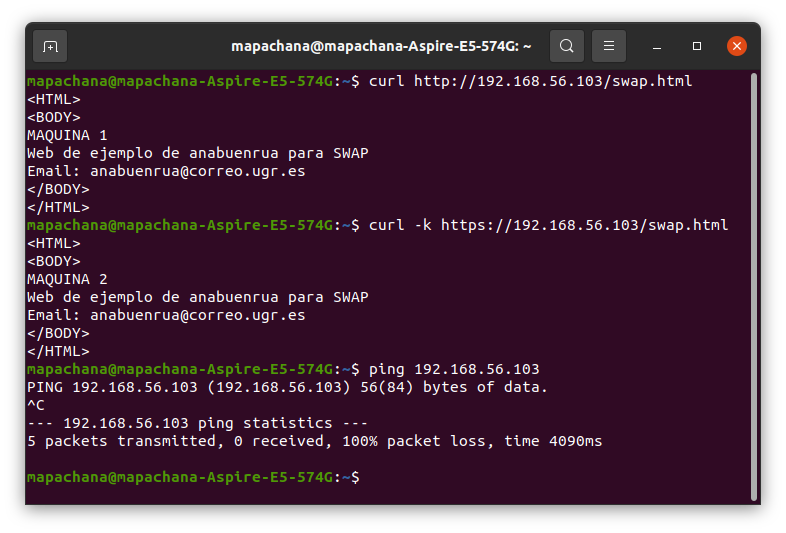 mapachana@mapachana-Aspire-E5-574G: ~
mapachana@mapachana-Aspire-E5-574G:~$ curl http://192.168.56.103/swap.html
<HTML>
<BODY>
MAQUINA 1
Web de ejemplo de anabuenrua para SWAP
Email: anabuenrua@correo.ugr.es
</BODY>
</HTML>
mapachana@mapachana-Aspire-E5-574G:~$ curl -k https://192.168.56.103/swap.html
<HTML>
<BODY>
MAQUINA 2
Web de ejemplo de anabuenrua para SWAP
Email: anabuenrua@correo.ugr.es
</BODY>
</HTML>
mapachana@mapachana-Aspire-E5-574G:~$ ping 192.168.56.103
PING 192.168.56.103 (192.168.56.103) 56(84) bytes of data.
^C
--- 192.168.56.103 ping statistics ---
5 packets transmitted, 0 received, 100% packet loss, time 4090ms
mapachana@mapachana-Aspire-E5-574G:~$